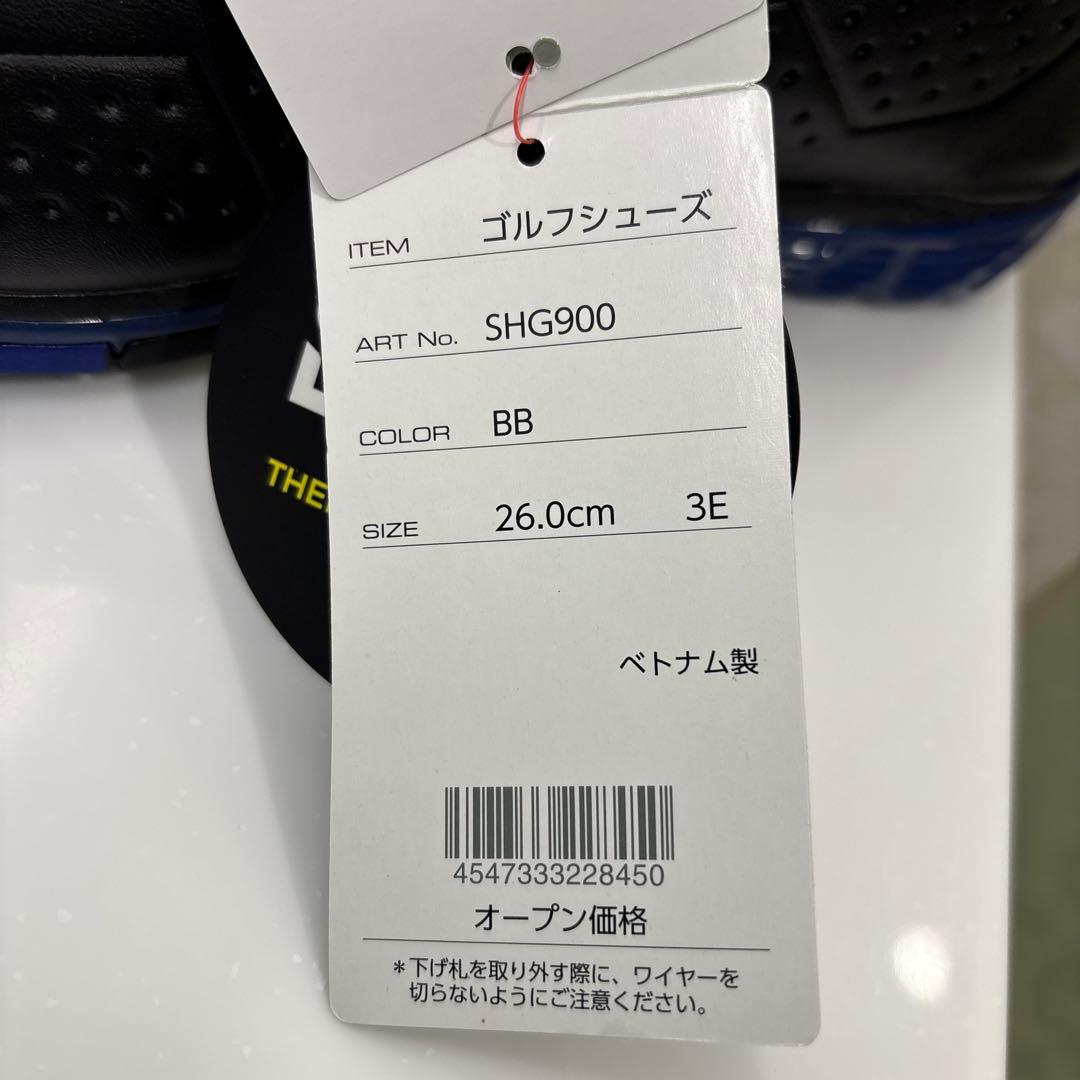 ITEM ゴルフシューズ
ART No. SHG900
COLOR BB
SIZE 26.0cm 3E
ベトナム製
4547333228450
オープン価格
*下げ札を取り外す際に、ワイヤーを
切らないようにご注意ください。